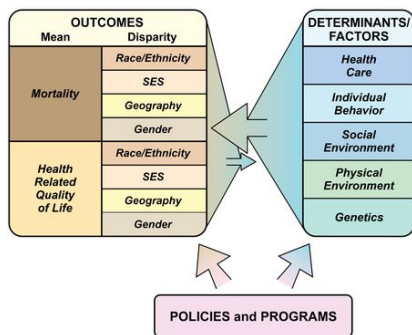 OUTCOMES
Mean Disparity
Mortality
Race/Ethnicity
SES
Geography
Gender
Health
Related
Quality
of Life
Race/Ethnicity
SES
Geography
Gender
DETERMINANTS/
FACTORS
Health
Care
Individual
Behavior
Social
Environment
Physical
Environment
Genetics
POLICIES and PROGRAMS